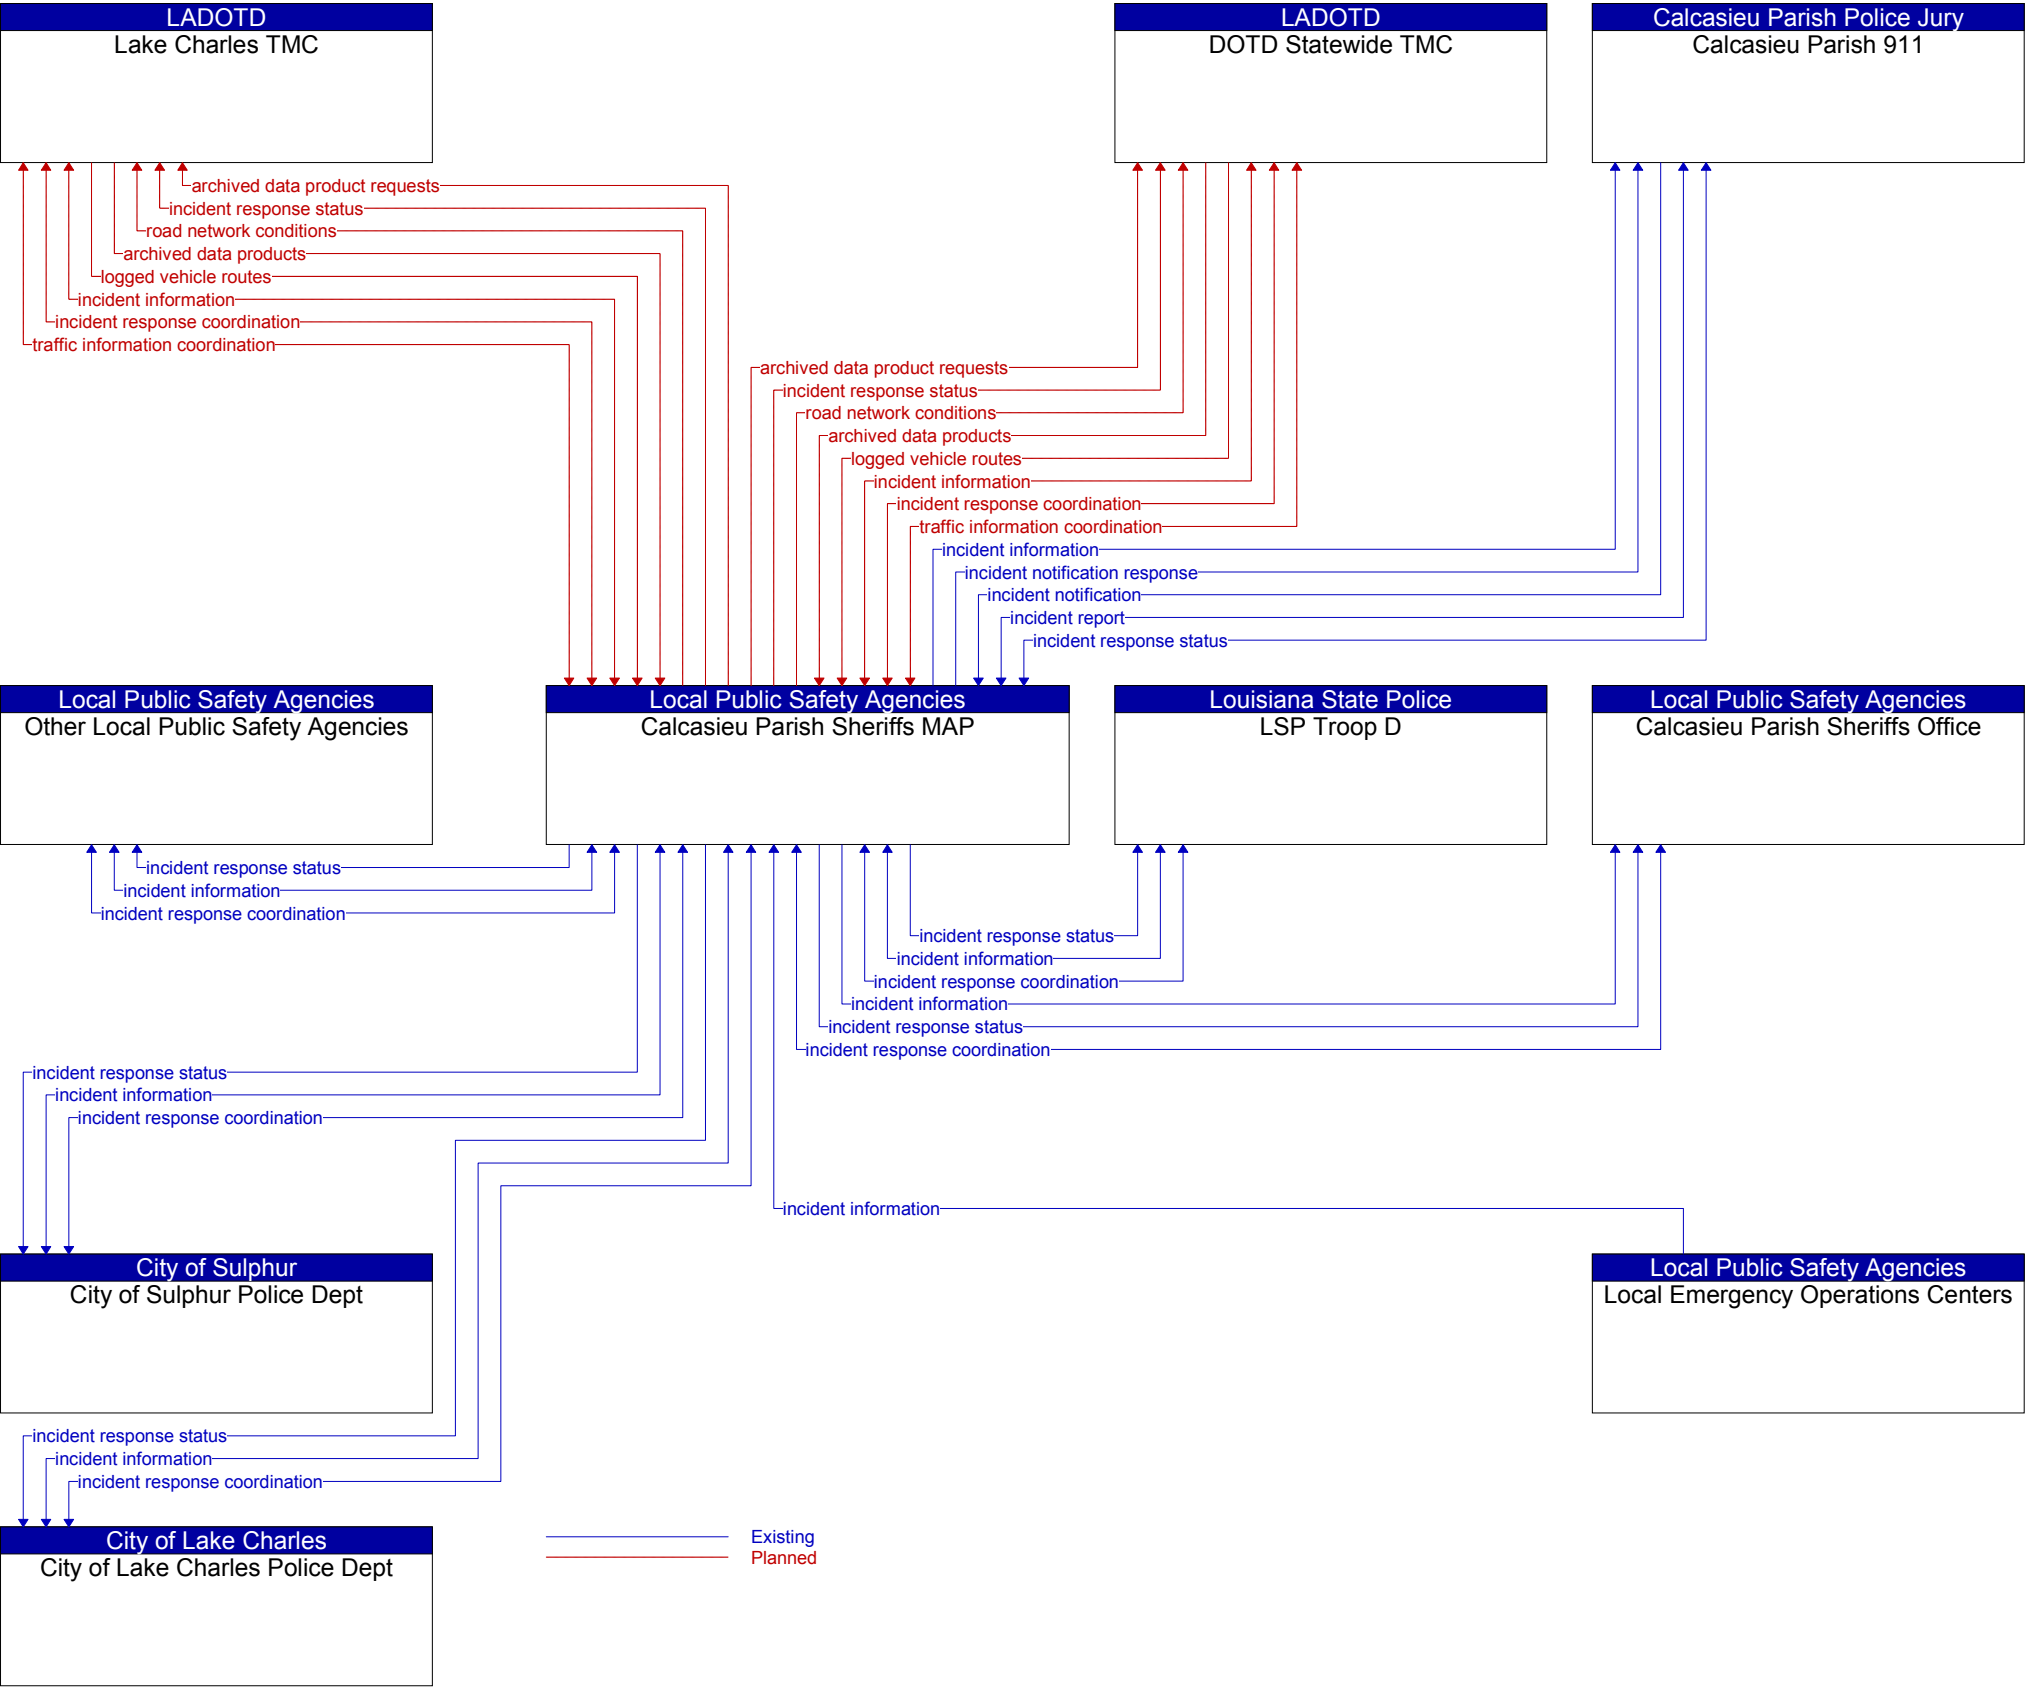 LADOTD
Lake Charles TMC
LADOTD
DOTD Statewide TMC
Calcasieu Parish Police Jury
Calcasieu Parish 911
archived data product requests
incident response status
road network conditions
archived data products
logged vehicle routes
incident information
incident response coordination
traffic information coordination
archived data product requests
incident response status
road network conditions
archived data products
logged vehicle routes
incident information
incident response coordination
traffic information coordination
incident information
incident notification response
incident notification
incident report
incident response status
Local Public Safety Agencies
Other Local Public Safety Agencies
Local Public Safety Agencies
Calcasieu Parish Sheriffs MAP
Louisiana State Police
LSP Troop D
Local Public Safety Agencies
Calcasieu Parish Sheriffs Office
incident response status
incident information
incident response coordination
incident response status
incident information
incident response coordination
incident information
incident response status
incident response coordination
incident response status
incident information
incident response coordination
incident information
City of Sulphur
City of Sulphur Police Dept
Local Public Safety Agencies
Local Emergency Operations Centers
incident response status
incident information
incident response coordination
City of Lake Charles
City of Lake Charles Police Dept
Existing
Planned